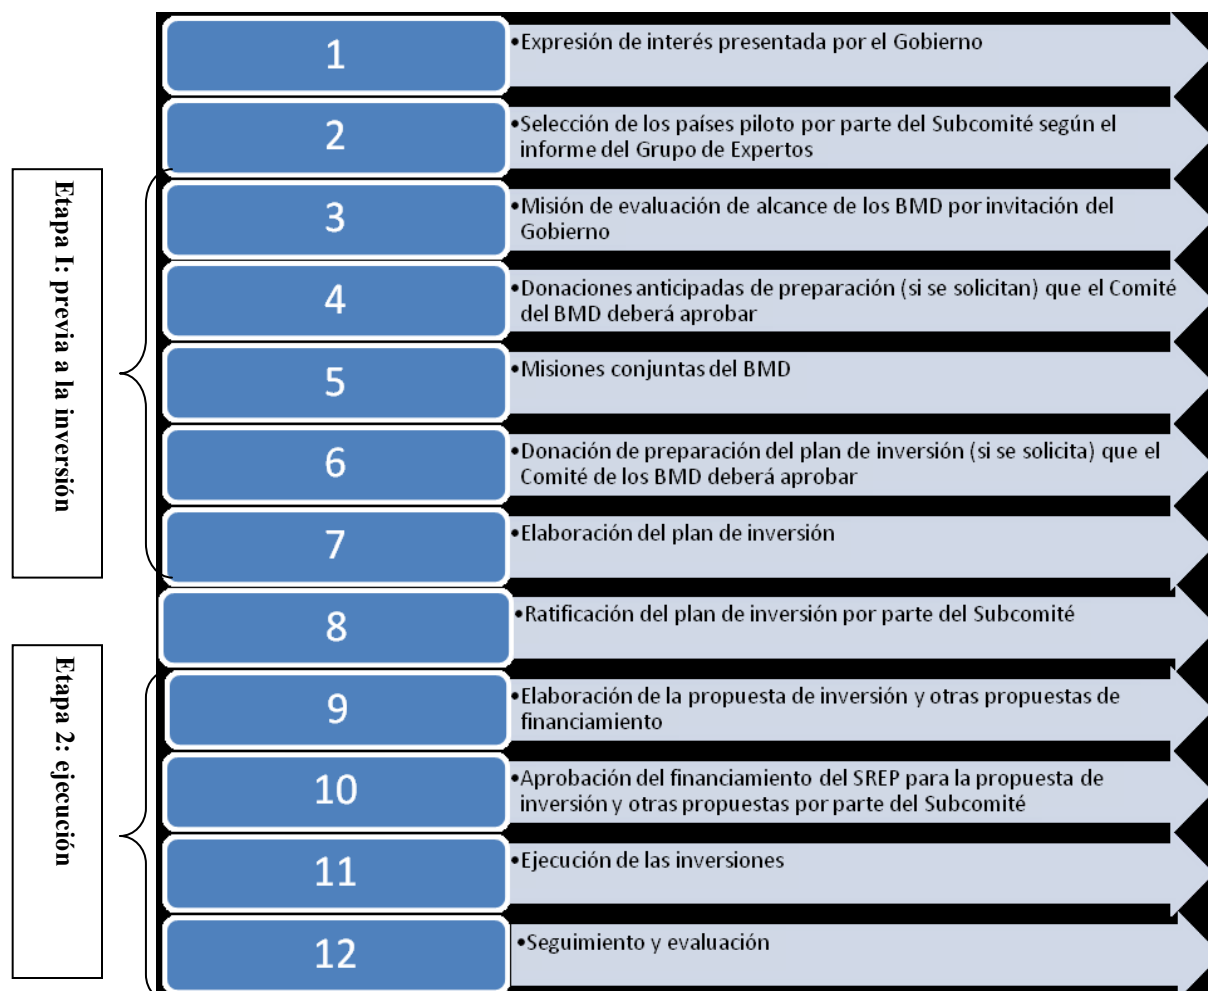 1
•Expresión de interés presentada por el Gobierno
2
•Selección de los países piloto por parte del Subcomité según el
informe del Grupo de Expertos
Etapa I: previa a la inversión
3
•Misión de evaluación de alcance de los BMD por invitación del
Gobierno
4
•Donaciones anticipadas de preparación (si se solicitan) que el Comité
del BMD deberá aprobar
5
•Misiones conjuntas del BMD
6
•Donación de preparación del plan de inversión (si se solicita) que el
Comité de los BMD deberá aprobar
7
•Elaboración del plan de inversión
8
•Ratificación del plan de inversión por parte del Subcomité
Etapa 2: ejecución
9
•Elaboración de la propuesta de inversión y otras propuestas de
financiamiento
10
•Aprobación del financiamiento del SREP para la propuesta de
inversión y otras propuestas por parte del Subcomité
11
•Ejecución de las inversiones
12
•Seguimiento y evaluación